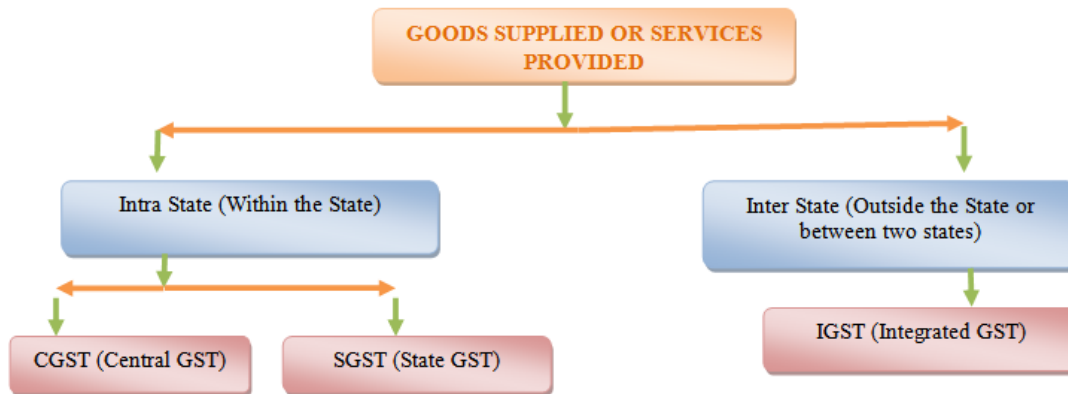 GOODS SUPPLIED OR SERVICES
PROVIDED
Intra State (Within the State)
Inter State (Outside the State or
between two states)
CGST (Central GST)
SGST (State GST)
IGST (Integrated GST)